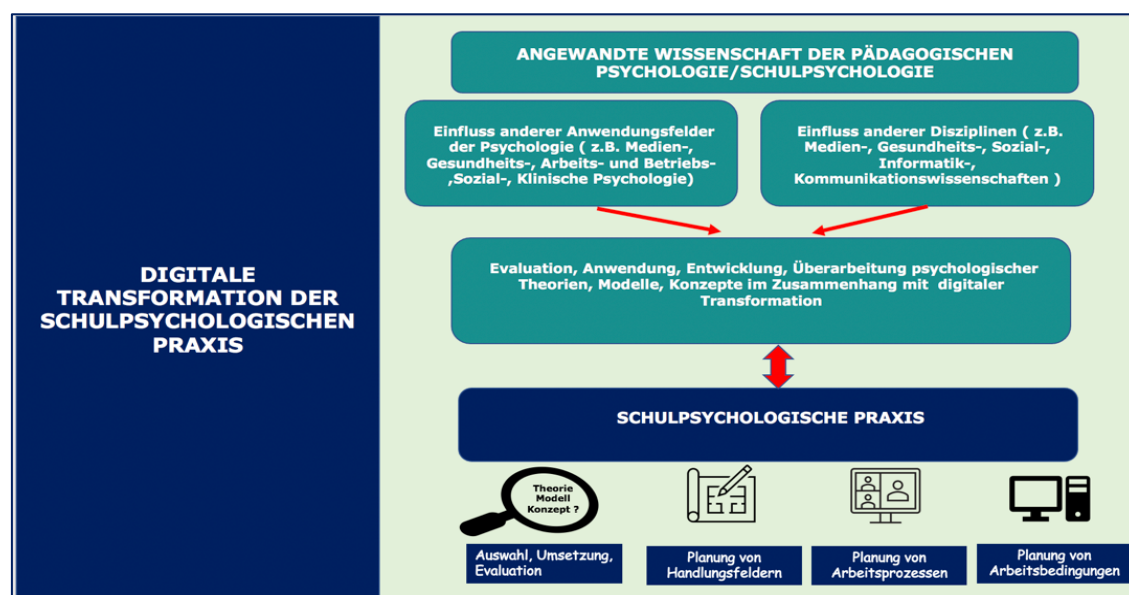 DIGITALE
TRANSFORMATION DER
SCHULPSYCHOLOGISCHEN
PRAXIS
ANGEWANDTE WISSENSCHAFT DER PÄDAGOGISCHEN
PSYCHOLOGIE/SCHULPSYCHOLOGIE
Einfluss anderer Anwendungsfelder
der Psychologie ( z.B. Medien-,
Gesundheits-, Arbeits- und Betriebs-
,Sozial-, Klinische Psychologie)
Einfluss anderer Disziplinen ( z.B.
Medien-, Gesundheits-, Sozial-,
Informatik-,
Kommunikationswissenschaften )
Evaluation, Anwendung, Entwicklung, Überarbeitung psychologischer
Theorien, Modelle, Konzepte im Zusammenhang mit digitaler
Transformation
SCHULPSYCHOLOGISCHE PRAXIS
Theorie
Modell
Konzept ?
Auswahl, Umsetzung,
Evaluation
Planung von
Handlungsfeldern
Planung von
Arbeitsprozessen
Planung von
Arbeitsbedingungen